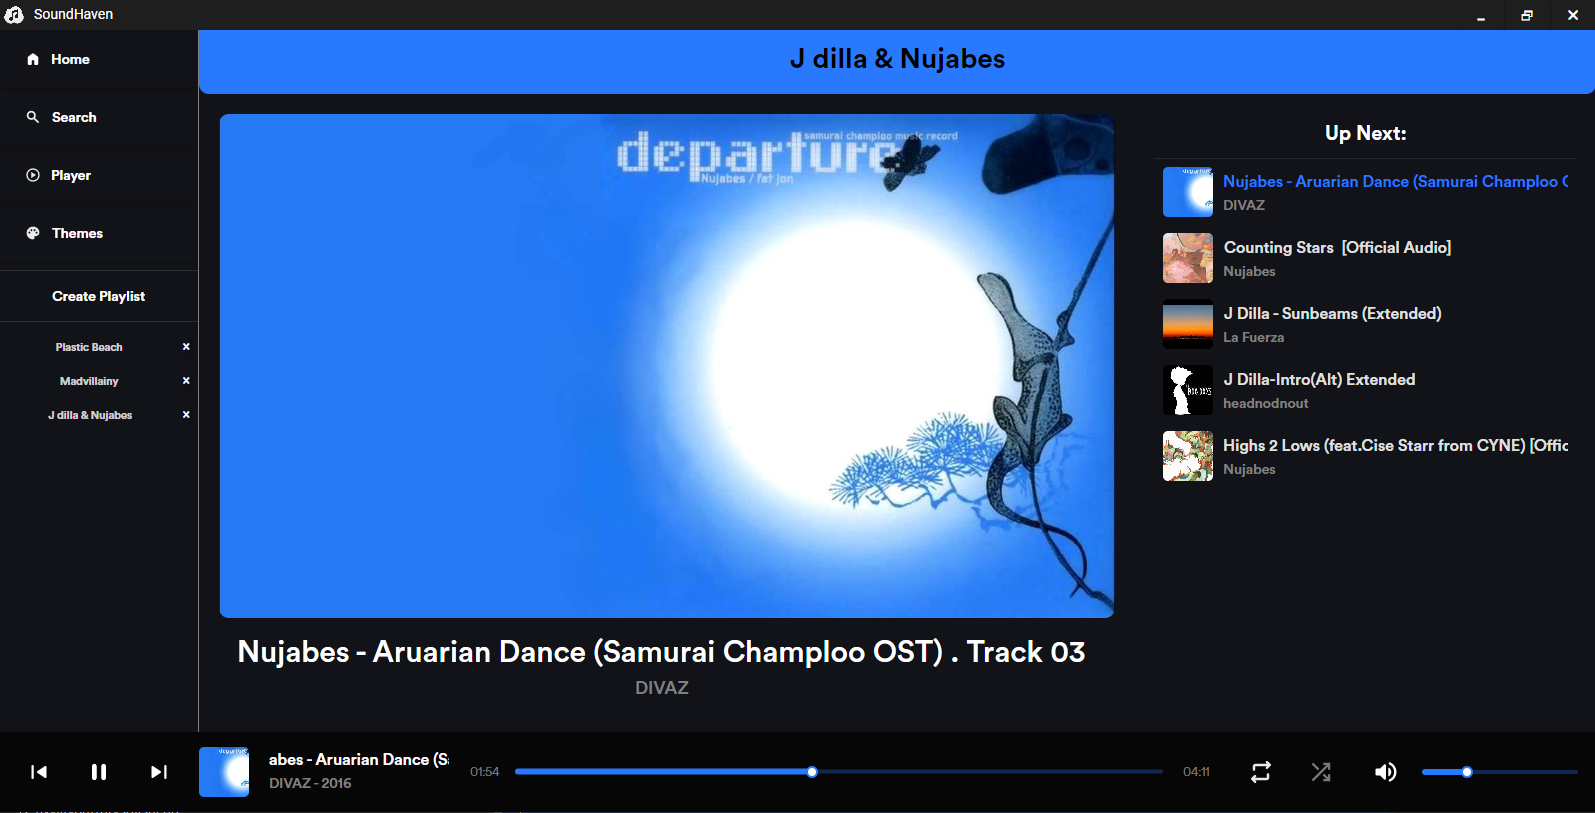 SoundHaven
Home
Search
Player
Themes
Create Playlist
Plastic Beach
Madvillainy
J dilla & Nujabes
J dilla & Nujabes
samurai champloo music record
departure.
Nujabes / fat jon
Nujabes - Aruarian Dance (Samurai Champloo OST) . Track 03
DIVAZ
Up Next:
Nujabes - Aruarian Dance (Samurai Champloo
DIVAZ
Counting Stars  [Official Audio]
Nujabes
J Dilla - Sunbeams (Extended)
La Fuerza
J Dilla-Intro(Alt) Extended
headnodnout
Highs 2 Lows (feat.Cise Starr from CYNE) [Offic
Nujabes
abes - Aruarian Dance (Sa
DIVAZ - 2016
01:54
04:11